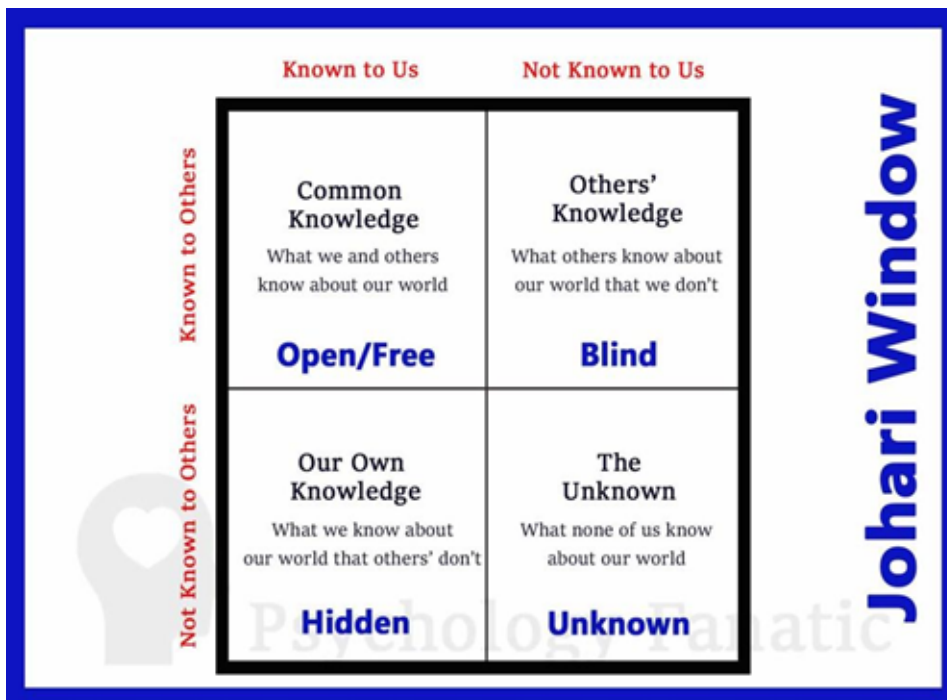 Known to Us
Not Known to Us
Known to Others
Common
Knowledge
What we and others
know about our world
Open/Free
Others’
Knowledge
What others know about
our world that we don’t
Blind
Not Known to Others
Our Own
Knowledge
What we know about
our world that others’ don’t
Hidden
The
Unknown
What none of us know
about our world
Unknown
Johari Window
Psychology Fanatic